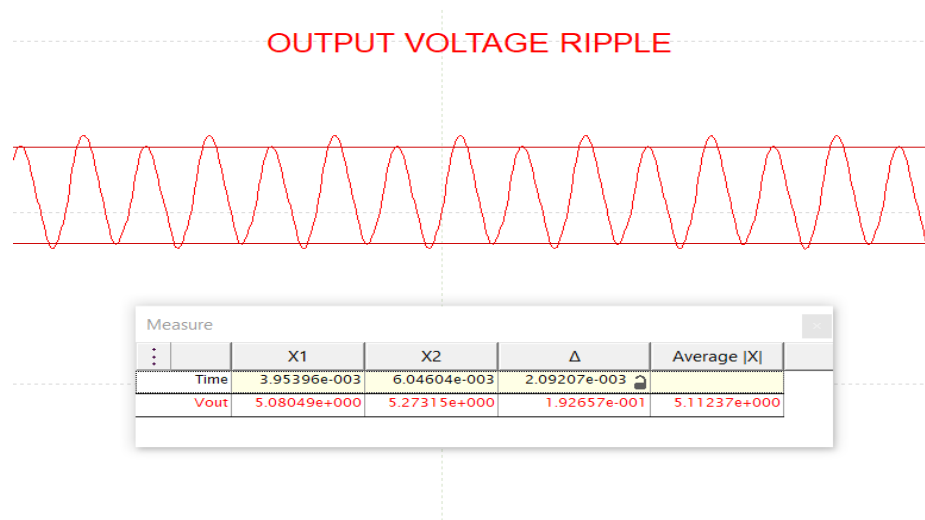 OUTPUT VOLTAGE RIPPLE
Measure
X1 X2 Δ Average |X|
Time 3.95396e-003 6.04604e-003 2.09207e-003
Vout 5.08049e+000 5.27315e+000 1.92657e-001 5.11237e+000